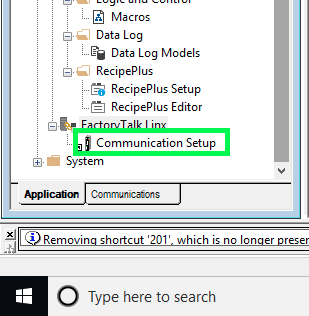 Logic and Control
Macros
Data Log
Data Log Models
RecipePlus
RecipePlus Setup
RecipePlus Editor
FactoryTalk Linx
Communication Setup
System
Application
Communications
Removing shortcut '201', which is no longer presen
Type here to search